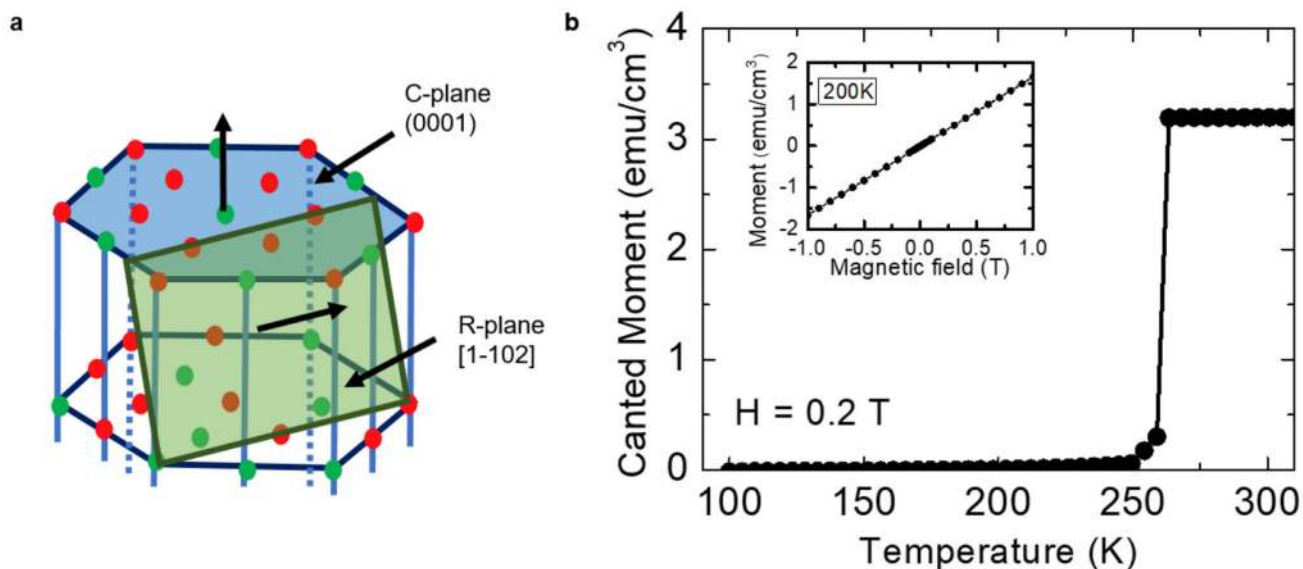 a
C-plane
(0001)
R-plane
[1-102]
b
Canted Moment (emu/cm³)
4
3
2
1
0
Moment (emu/cm³)
2
1
0
-1
-2
200K
-1.0 -0.5 0.0 0.5 1.0
Magnetic field (T)
H = 0.2 T
100 150 200 250 300
Temperature (K)